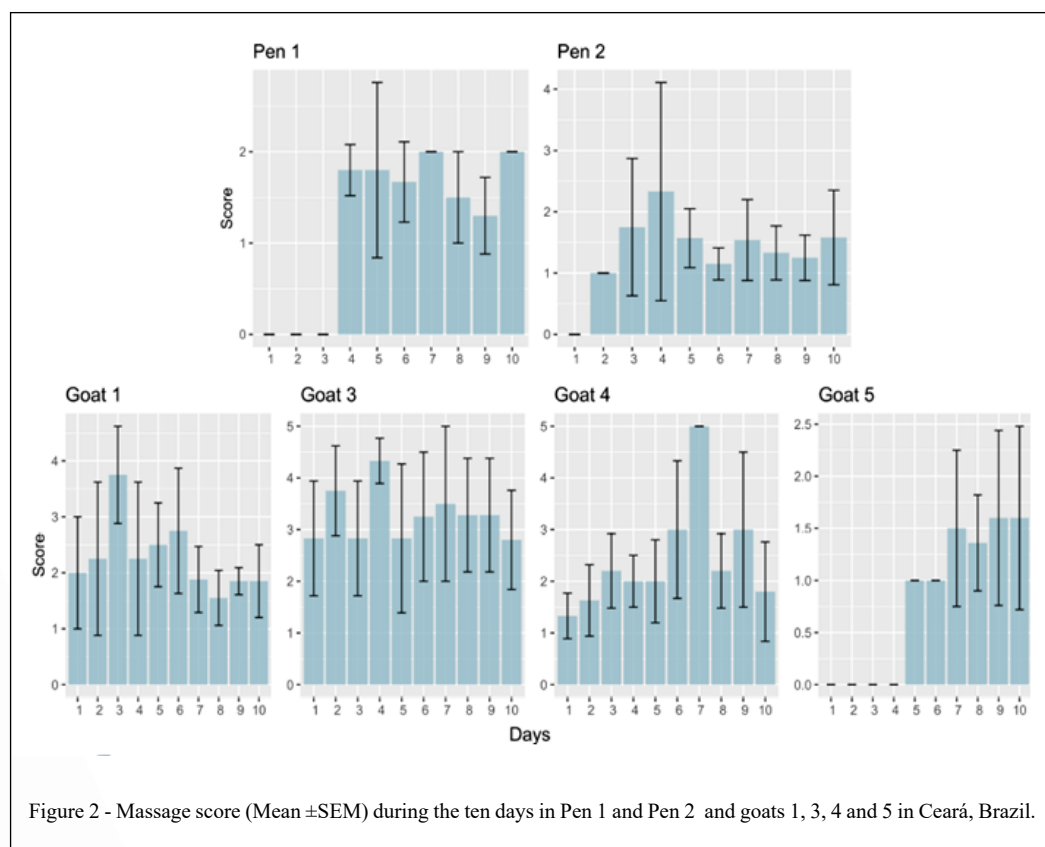 Pen 1
Pen 2
Score
0
1
2
1 2 3 4 5 6 7 8 9 10
0
1
2
3
4
1 2 3 4 5 6 7 8 9 10
Goat 1
Goat 3
Goat 4
Goat 5
Score
0
1
2
3
4
1 2 3 4 5 6 7 8 9 10
0
1
2
3
4
5
1 2 3 4 5 6 7 8 9 10
0
1
2
3
4
5
1 2 3 4 5 6 7 8 9 10
0.0
0.5
1.0
1.5
2.0
2.5
1 2 3 4 5 6 7 8 9 10
Days
Figure 2 - Massage score (Mean ±SEM) during the ten days in Pen 1 and Pen 2 and goats 1, 3, 4 and 5 in Ceará, Brazil.